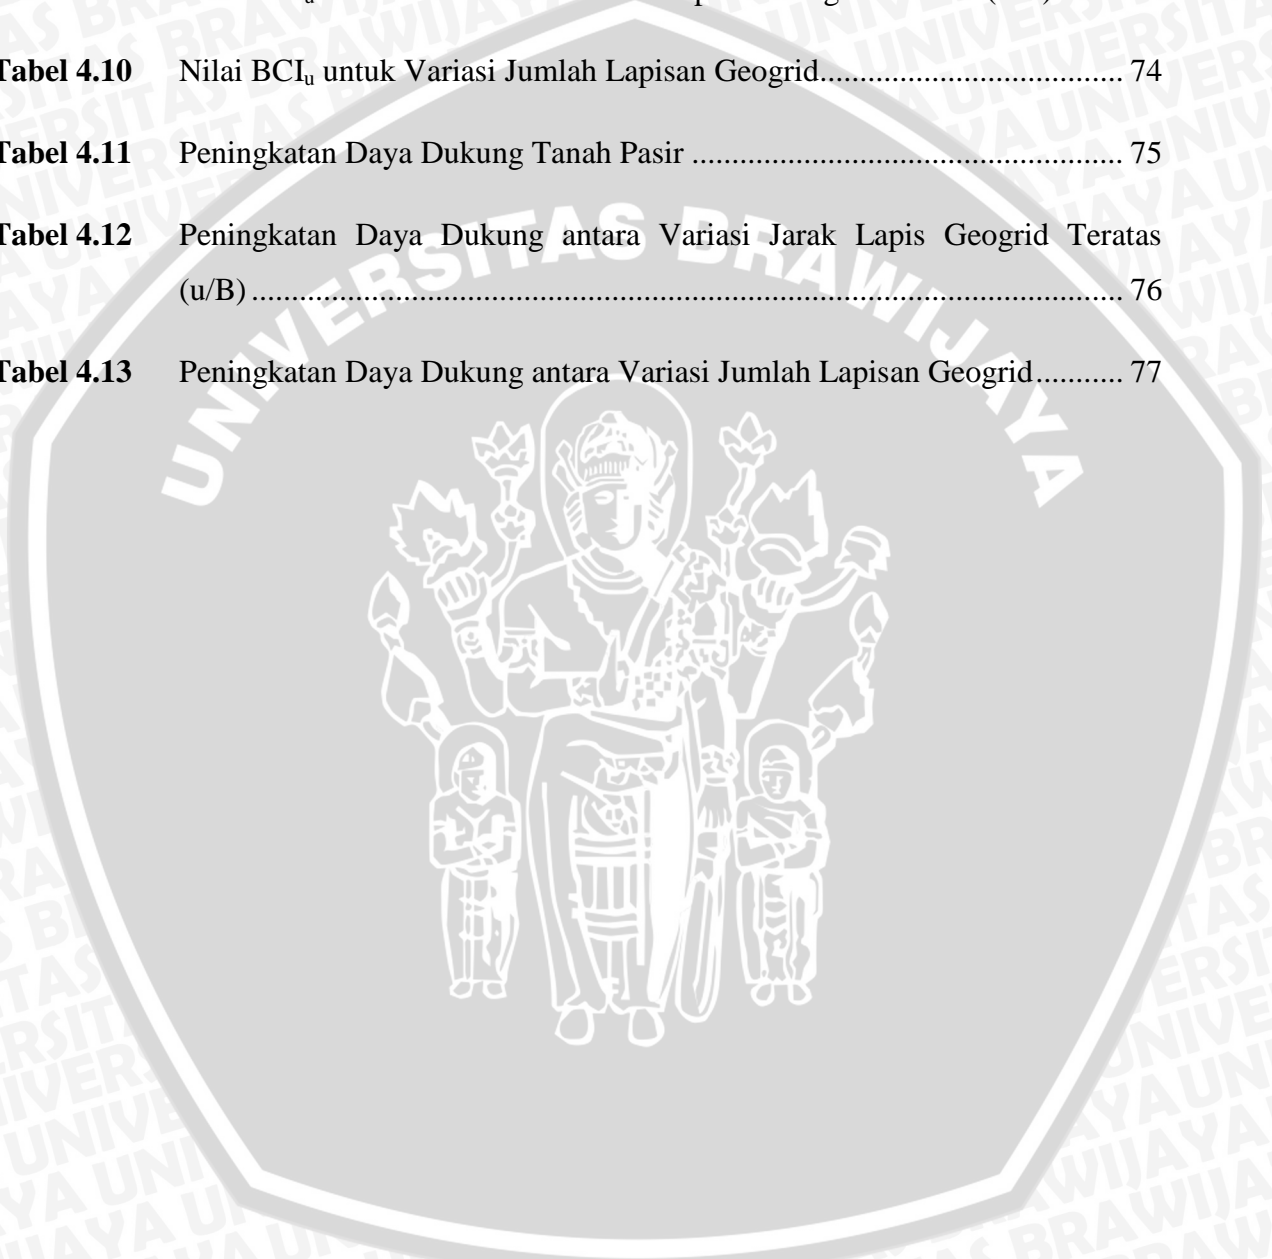 Tabel 4.10 Nilai BCIu untuk Variasi Jumlah Lapisan Geogrid.................................... 74
Tabel 4.11 Peningkatan Daya Dukung Tanah Pasir .................................................... 75
Tabel 4.12 Peningkatan Daya Dukung antara Variasi Jarak Lapis Geogrid Teratas
(u/B) ........................................................................................................ 76
Tabel 4.13 Peningkatan Daya Dukung antara Variasi Jumlah Lapisan Geogrid........... 77
UNIVERSITAS BRAWIJAYA